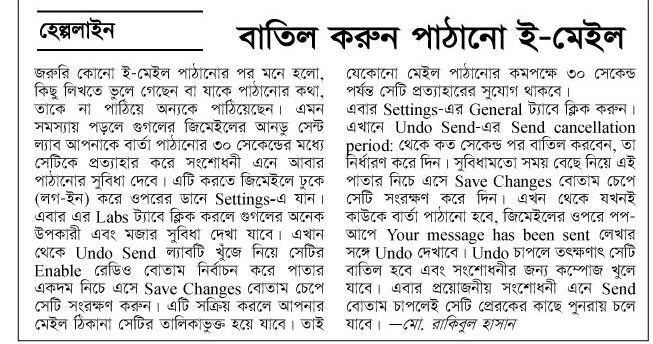 হেল্পলাইন
বাতিল করুন পাঠানো ই-মেইল
জরুরি কোনো ই-মেইল পাঠানোর পর মনে হলো,
কিছু লিখতে ভুলে গেছেন বা যাকে পাঠানোর কথা,
তাকে না পাঠিয়ে অন্যকে পাঠিয়েছেন। এমন
সমস্যায় পড়লে গুগলের জিমেইলের আনডু সেন্ট
ল্যাব আপনাকে বার্তা পাঠানোর ৩০ সেকেন্ডের মধ্যে
সেটিকে প্রত্যাহার করে সংশোধনী এনে আবার
পাঠানোর সুবিধা দেবে। এটি করতে জিমেইলে ঢুকে
(লগ-ইন) করে ওপরের ডানে Settings-এ যান।
এবার এর Labs ট্যাবে ক্লিক করলে গুগলের অনেক
উপকারী এবং মজার সুবিধা দেখা যাবে। এখান
থেকে Undo Send ল্যাবটি খুঁজে নিয়ে সেটির
Enable রেডিও বোতাম নির্বাচন করে পাতার
একদম নিচে এসে Save Changes বোতাম চেপে
সেটি সংরক্ষণ করুন। এটি সক্রিয় করলে আপনার
মেইল ঠিকানা সেটির তালিকাভুক্ত হয়ে যাবে। তাই
যেকোনো মেইল পাঠানোর কমপক্ষে ৩০ সেকেন্ড
পর্যন্ত সেটি প্রত্যাহারের সুযোগ থাকবে।
এবার Settings-এর General ট্যাবে ক্লিক করুন।
এখানে Undo Send-এর Send cancellation
period: থেকে কত সেকেন্ড পর বাতিল করবেন, তা
নির্ধারণ করে দিন। সুবিধামতো সময় বেছে নিয়ে এই
পাতার নিচে এসে Save Changes বোতাম চেপে
সেটি সংরক্ষণ করে দিন। এখন থেকে যখনই
কাউকে বার্তা পাঠানো হবে, জিমেইলের ওপরে পপ-
আপে Your message has been sent লেখার
সঙ্গে Undo দেখাবে। Undo চাপলে তৎক্ষণাৎ সেটি
বাতিল হবে এবং সংশোধনীর জন্য কম্পোজ খুলে
যাবে। এবার প্রয়োজনীয় সংশোধনী এনে Send
বোতাম চাপলেই সেটি প্রেরকের কাছে পুনরায় চলে
যাবে। —মো. রাকিবুল হাসান